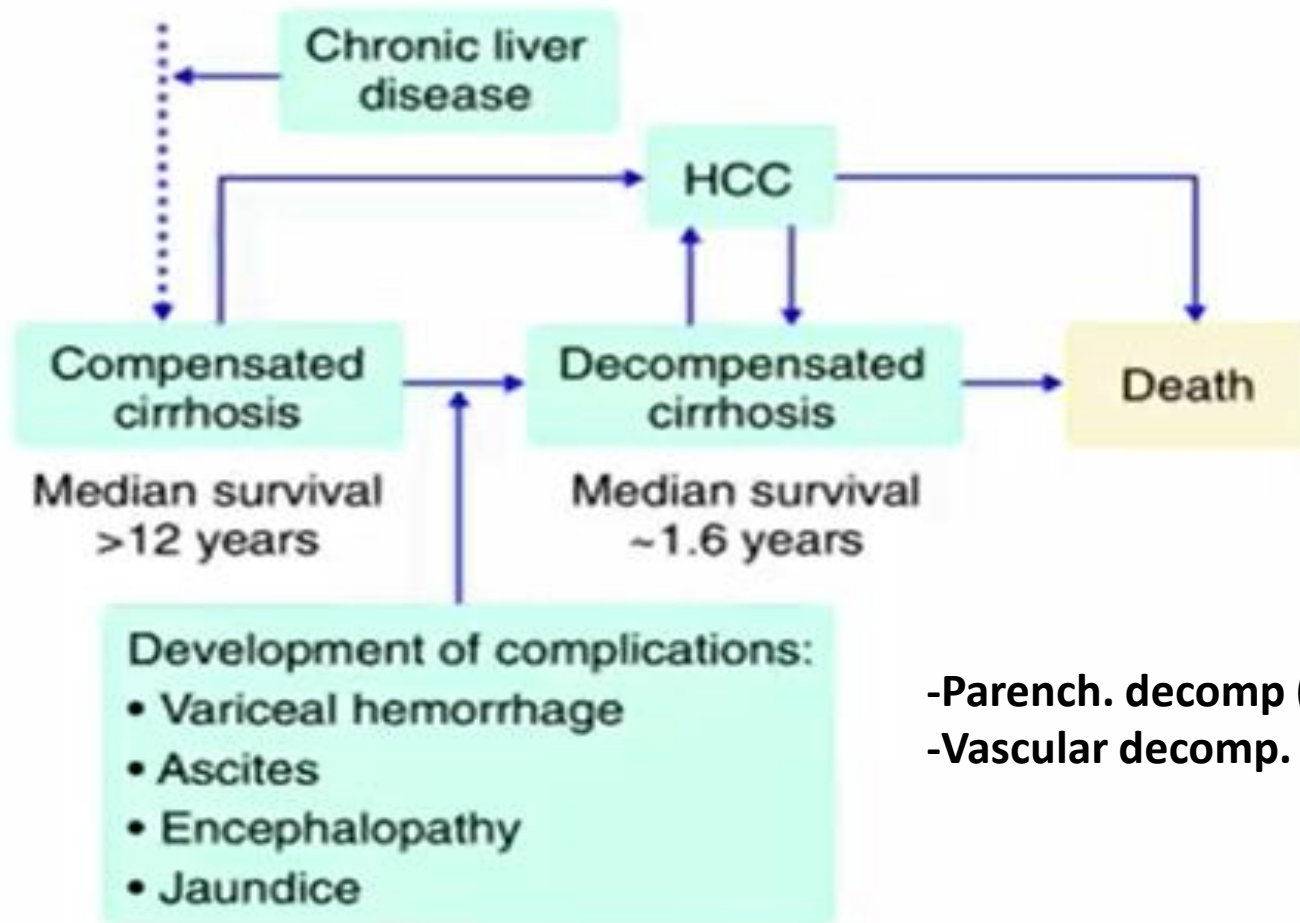 Chronic liver
disease
HCC
Compensated
cirrhosis
Decompensated
cirrhosis
Death
Median survival
>12 years
Median survival
~1.6 years
Development of complications:
• Variceal hemorrhage
• Ascites
• Encephalopathy
• Jaundice
-Parench. decomp (
-Vascular decomp.